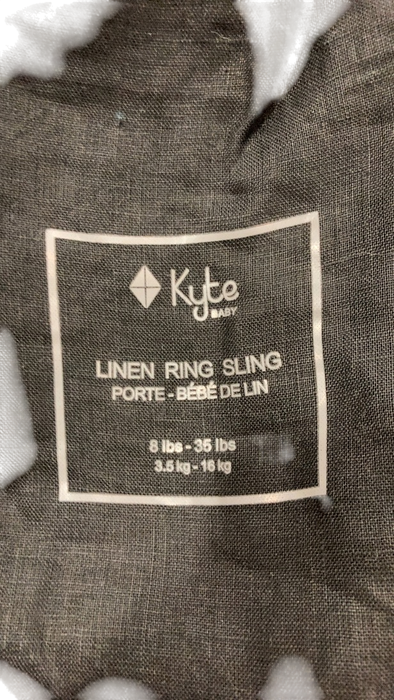 Kyte
BABY
LINEN RING SLING
PORTE-BÉBÉ DE LIN
8 lbs - 35 lbs
3.5 kg - 16 kg